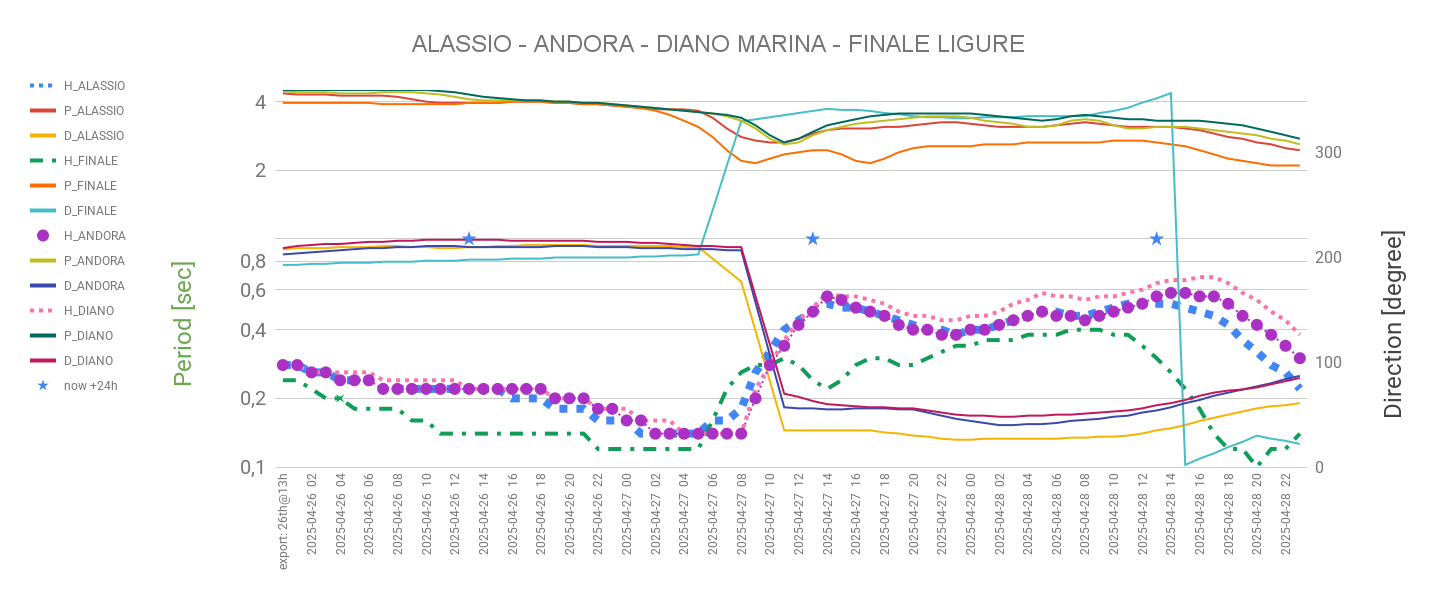 ALASSIO - ANDORA - DIANO MARINA - FINALE LIGURE
H_ALASSIO
P_ALASSIO
D_ALASSIO
H_FINALE
P_FINALE
D_FINALE
H_ANDORA
P_ANDORA
D_ANDORA
H_DIANO
P_DIANO
D_DIANO
now +24h
Period [sec]
4
2
0,8
0,6
0,4
0,2
0,1
300
200
100
0
Direction [degree]
export: 26th@13h
2025-04-26 02
2025-04-26 04
2025-04-26 06
2025-04-26 08
2025-04-26 10
2025-04-26 12
2025-04-26 14
2025-04-26 16
2025-04-26 18
2025-04-26 20
2025-04-26 22
2025-04-27 00
2025-04-27 02
2025-04-27 04
2025-04-27 06
2025-04-27 08
2025-04-27 10
2025-04-27 12
2025-04-27 14
2025-04-27 16
2025-04-27 18
2025-04-27 20
2025-04-27 22
2025-04-28 00
2025-04-28 02
2025-04-28 04
2025-04-28 06
2025-04-28 08
2025-04-28 10
2025-04-28 12
2025-04-28 14
2025-04-28 16
2025-04-28 18
2025-04-28 20
2025-04-28 22